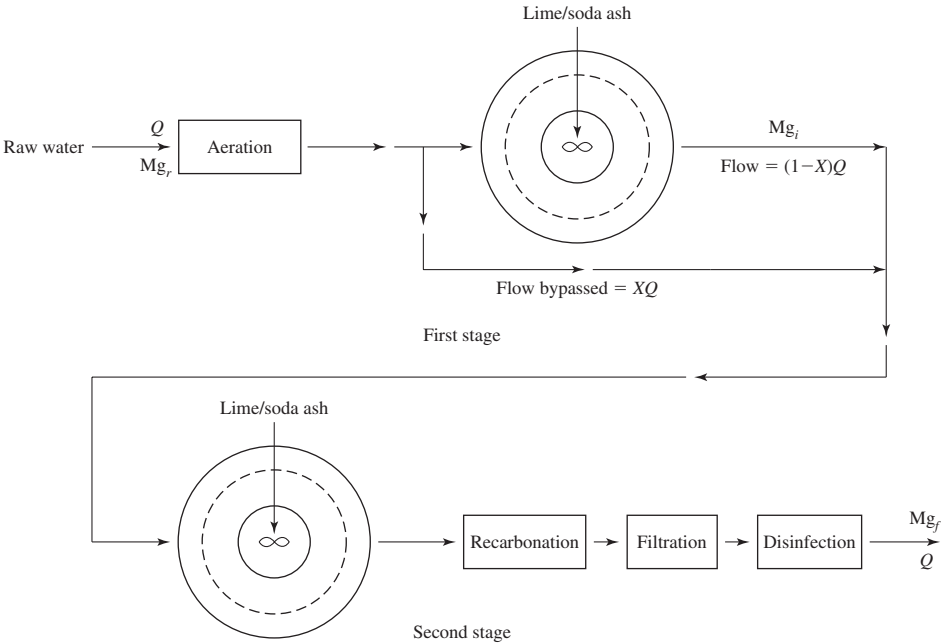 Lime/soda ash
Raw water
Q
Mg_r
Aeration
∞
Mg_i
Flow = (1−X)Q
Flow bypassed = XQ
First stage
Lime/soda ash
∞
Recarbonation
Filtration
Disinfection
Mg_f
Q
Second stage